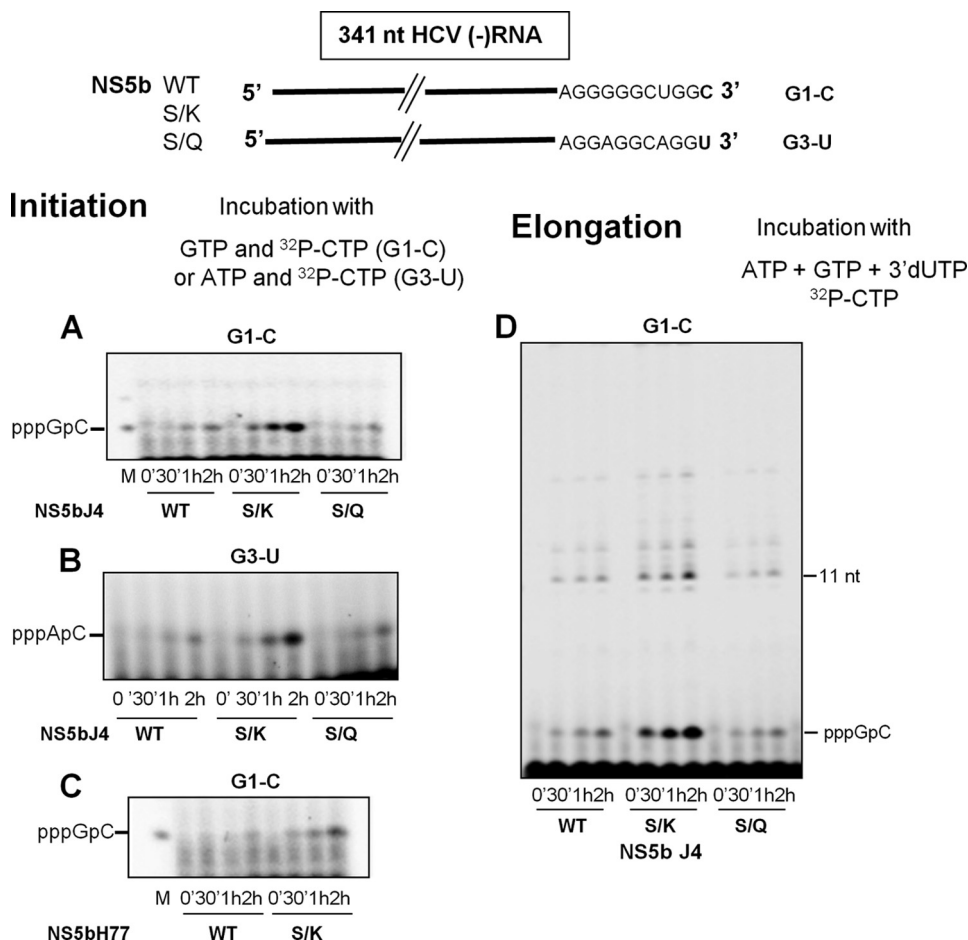 341 nt HCV (-)RNA
NS5b WT 5' AGGGGGCUGGC 3' G1-C
S/K
S/Q 5' AGGAGGCAGGU 3' G3-U
Initiation
Incubation with
GTP and ³²P-CTP (G1-C)
or ATP and ³²P-CTP (G3-U)
A
G1-C
pppGpC
M 0'30'1h2h 0'30'1h2h 0'30'1h2h
NS5bJ4 WT S/K S/Q
B
G3-U
pppApC
0 '30'1h 2h 0' 30'1h 2h 0'30'1h2h
NS5bJ4 WT S/K S/Q
C
G1-C
pppGpC
M 0'30'1h2h 0'30'1h2h
NS5bH77 WT S/K
Elongation
Incubation with
ATP + GTP + 3'dUTP
³²P-CTP
D
G1-C
11 nt
pppGpC
0'30'1h2h 0'30'1h2h 0'30'1h2h
WT S/K S/Q
NS5b J4